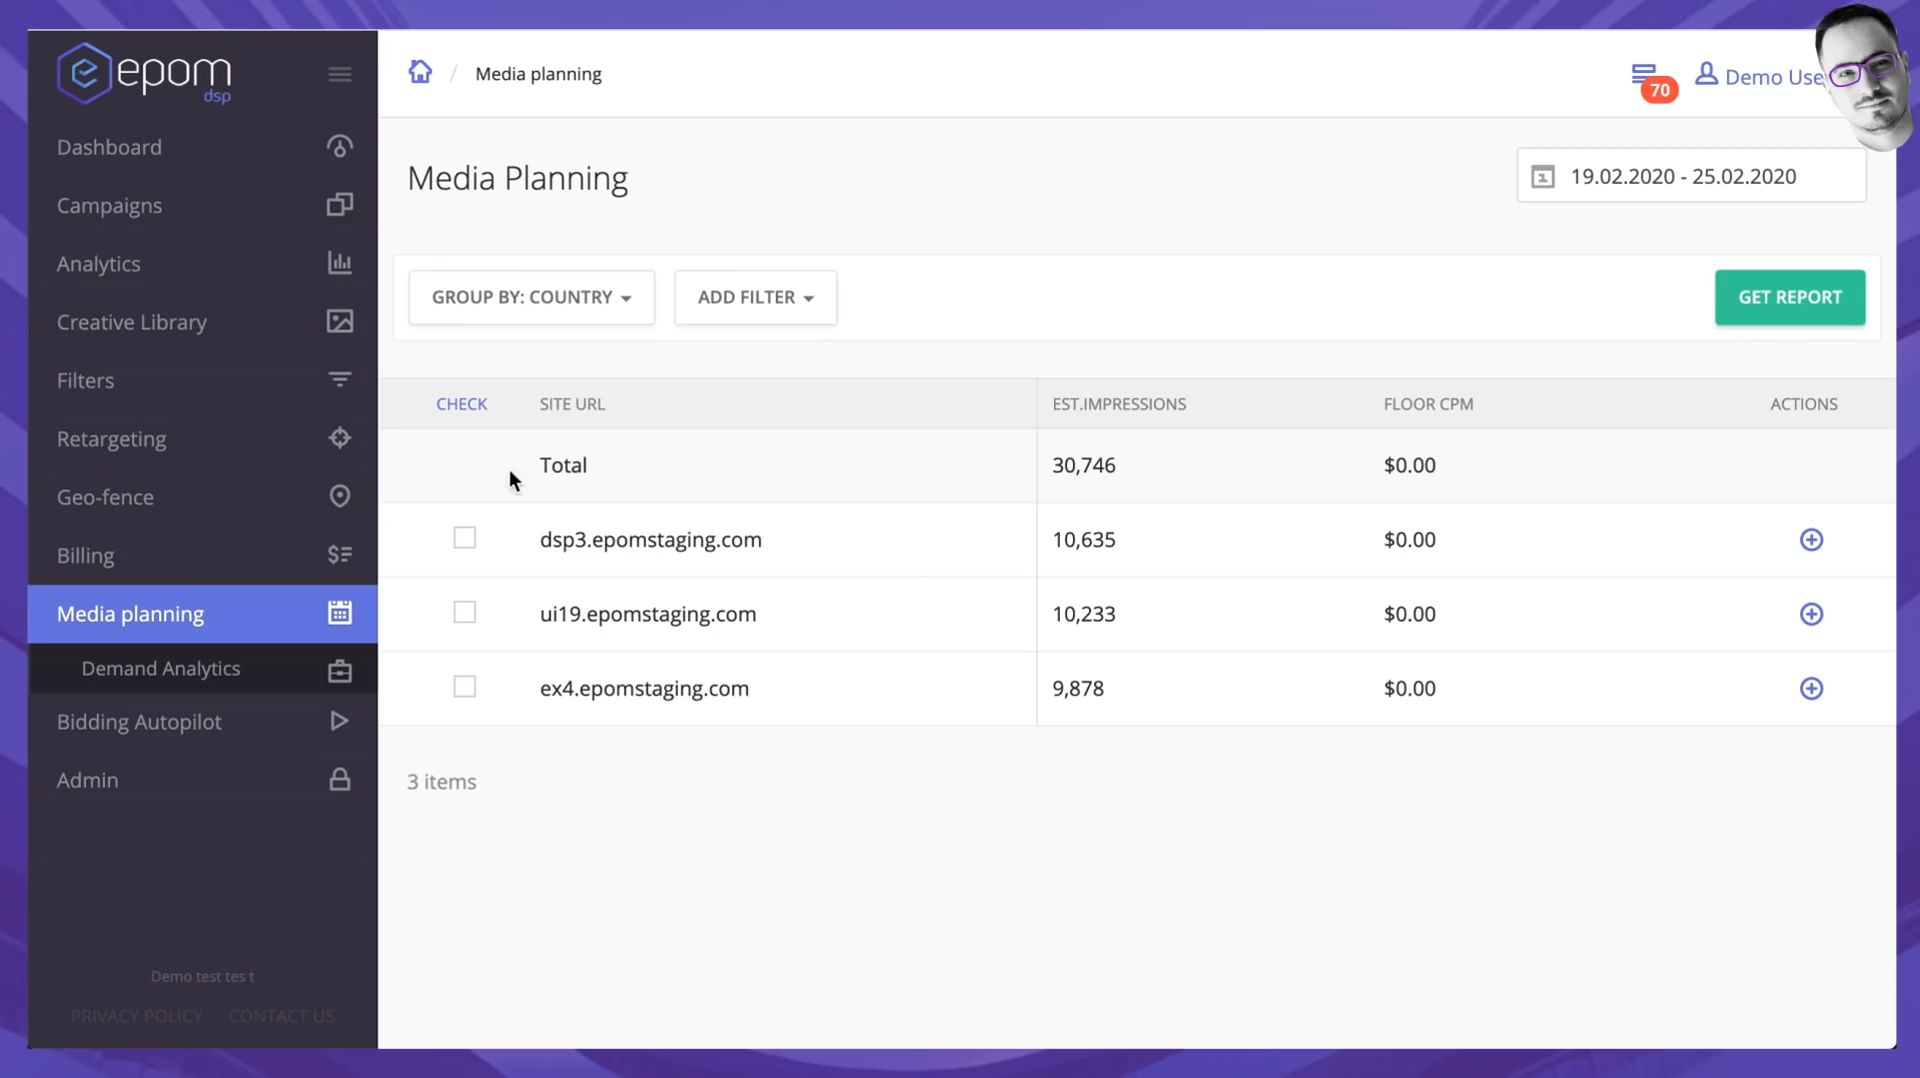 epom
dsp
Dashboard
Campaigns
Analytics
Creative Library
Filters
Retargeting
Geo-fence
Billing
Media planning
Demand Analytics
Bidding Autopilot
Admin
Demo test tes t
PRIVACY POLICY CONTACT US
/ Media planning
70
Demo Use
Media Planning
19.02.2020 - 25.02.2020
GROUP BY: COUNTRY
ADD FILTER
GET REPORT
CHECK SITE URL EST.IMPRESSIONS FLOOR CPM ACTIONS
Total 30,746 $0.00
dsp3.epomstaging.com 10,635 $0.00
ui19.epomstaging.com 10,233 $0.00
ex4.epomstaging.com 9,878 $0.00
3 items